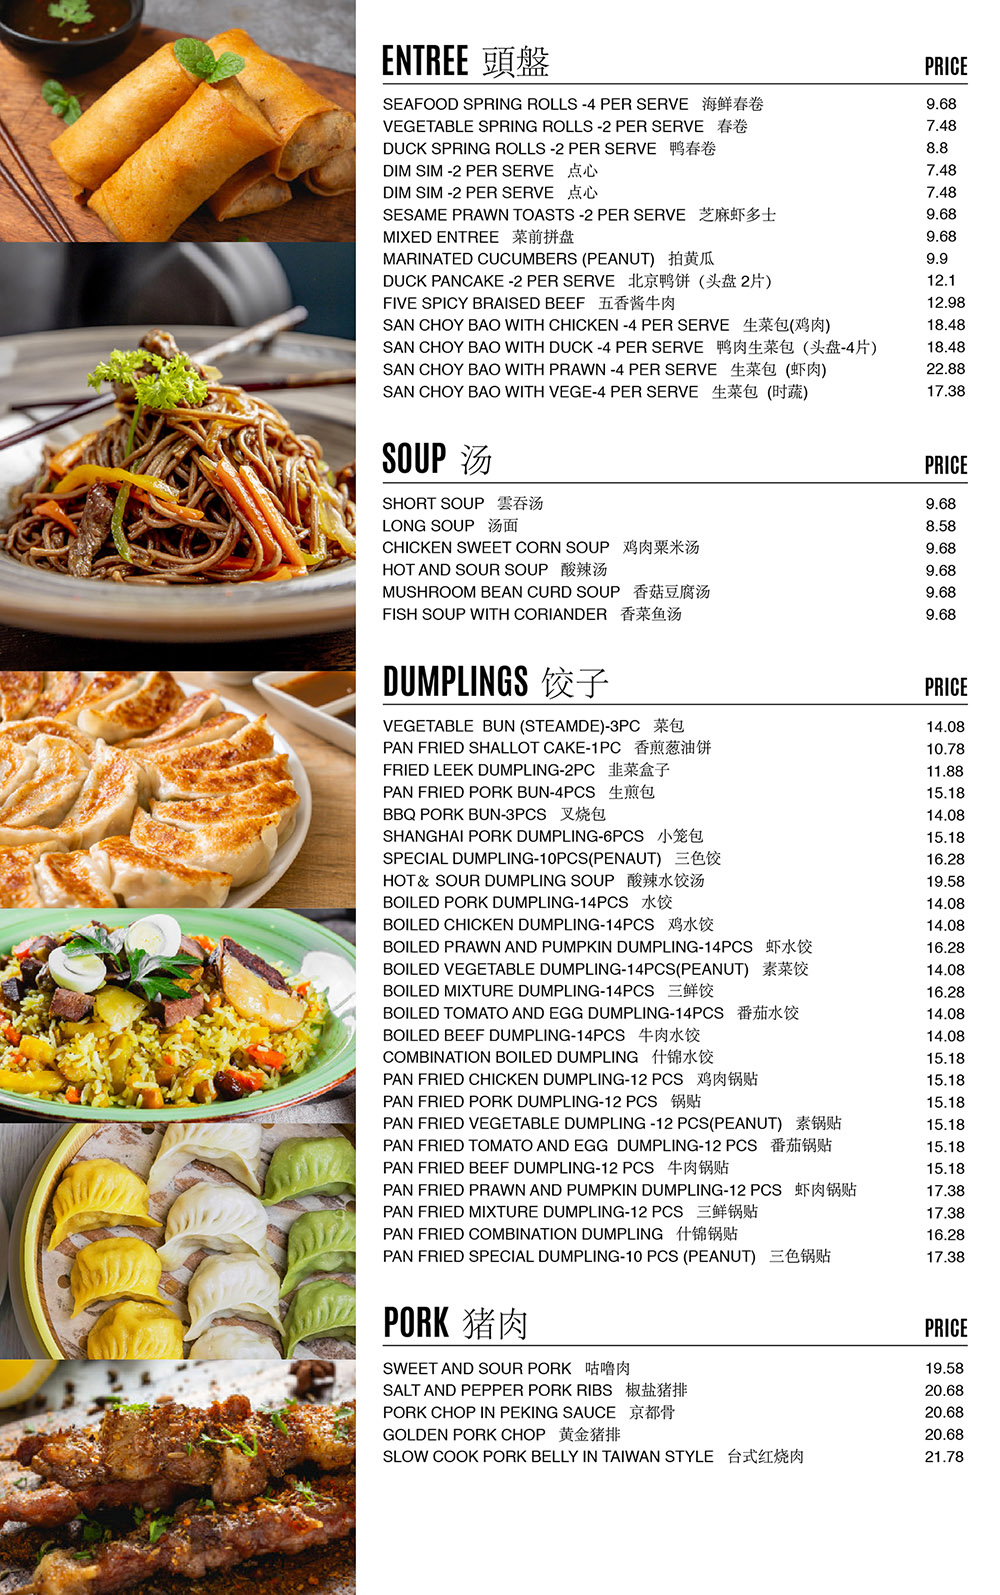 ENTREE 頭盤 PRICE
SEAFOOD SPRING ROLLS -4 PER SERVE 海鲜春卷 9.68
VEGETABLE SPRING ROLLS -2 PER SERVE 春卷 7.48
DUCK SPRING ROLLS -2 PER SERVE 鸭春卷 8.8
DIM SIM -2 PER SERVE 点心 7.48
DIM SIM -2 PER SERVE 点心 7.48
SESAME PRAWN TOASTS -2 PER SERVE 芝麻虾多士 9.68
MIXED ENTREE 菜前拼盘 9.68
MARINATED CUCUMBERS (PEANUT) 拍黄瓜 9.9
DUCK PANCAKE -2 PER SERVE 北京鸭饼（头盘 2片） 12.1
FIVE SPICY BRAISED BEEF 五香酱牛肉 12.98
SAN CHOY BAO WITH CHICKEN -4 PER SERVE 生菜包(鸡肉) 18.48
SAN CHOY BAO WITH DUCK -4 PER SERVE 鸭肉生菜包（头盘-4片） 18.48
SAN CHOY BAO WITH PRAWN -4 PER SERVE 生菜包 (虾肉) 22.88
SAN CHOY BAO WITH VEGE-4 PER SERVE 生菜包 (时蔬) 17.38
SOUP 汤 PRICE
SHORT SOUP 雲吞汤 9.68
LONG SOUP 汤面 8.58
CHICKEN SWEET CORN SOUP 鸡肉粟米汤 9.68
HOT AND SOUR SOUP 酸辣汤 9.68
MUSHROOM BEAN CURD SOUP 香菇豆腐汤 9.68
FISH SOUP WITH CORIANDER 香菜鱼汤 9.68
DUMPLINGS 饺子 PRICE
VEGETABLE BUN (STEAMDE)-3PC 菜包 14.08
PAN FRIED SHALLOT CAKE-1PC 香煎葱油饼 10.78
FRIED LEEK DUMPLING-2PC 韭菜盒子 11.88
PAN FRIED PORK BUN-4PCS 生煎包 15.18
BBQ PORK BUN-3PCS 叉烧包 14.08
SHANGHAI PORK DUMPLING-6PCS 小笼包 15.18
SPECIAL DUMPLING-10PCS(PENAUT) 三色饺 16.28
HOT& SOUR DUMPLING SOUP 酸辣水饺汤 19.58
BOILED PORK DUMPLING-14PCS 水饺 14.08
BOILED CHICKEN DUMPLING-14PCS 鸡水饺 14.08
BOILED PRAWN AND PUMPKIN DUMPLING-14PCS 虾水饺 16.28
BOILED VEGETABLE DUMPLING-14PCS(PEANUT) 素菜饺 14.08
BOILED MIXTURE DUMPLING-14PCS 三鲜饺 16.28
BOILED TOMATO AND EGG DUMPLING-14PCS 番茄水饺 14.08
BOILED BEEF DUMPLING-14PCS 牛肉水饺 14.08
COMBINATION BOILED DUMPLING 什锦水饺 15.18
PAN FRIED CHICKEN DUMPLING-12 PCS 鸡肉锅贴 15.18
PAN FRIED PORK DUMPLING-12 PCS 锅贴 15.18
PAN FRIED VEGETABLE DUMPLING -12 PCS(PEANUT) 素锅贴 15.18
PAN FRIED TOMATO AND EGG DUMPLING-12 PCS 番茄锅贴 15.18
PAN FRIED BEEF DUMPLING-12 PCS 牛肉锅贴 15.18
PAN FRIED PRAWN AND PUMPKIN DUMPLING-12 PCS 虾肉锅贴 17.38
PAN FRIED MIXTURE DUMPLING-12 PCS 三鲜锅贴 17.38
PAN FRIED COMBINATION DUMPLING 什锦锅贴 16.28
PAN FRIED SPECIAL DUMPLING-10 PCS (PEANUT) 三色锅贴 17.38
PORK 猪肉 PRICE
SWEET AND SOUR PORK 咕噜肉 19.58
SALT AND PEPPER PORK RIBS 椒盐猪排 20.68
PORK CHOP IN PEKING SAUCE 京都骨 20.68
GOLDEN PORK CHOP 黄金猪排 20.68
SLOW COOK PORK BELLY IN TAIWAN STYLE 台式红烧肉 21.78